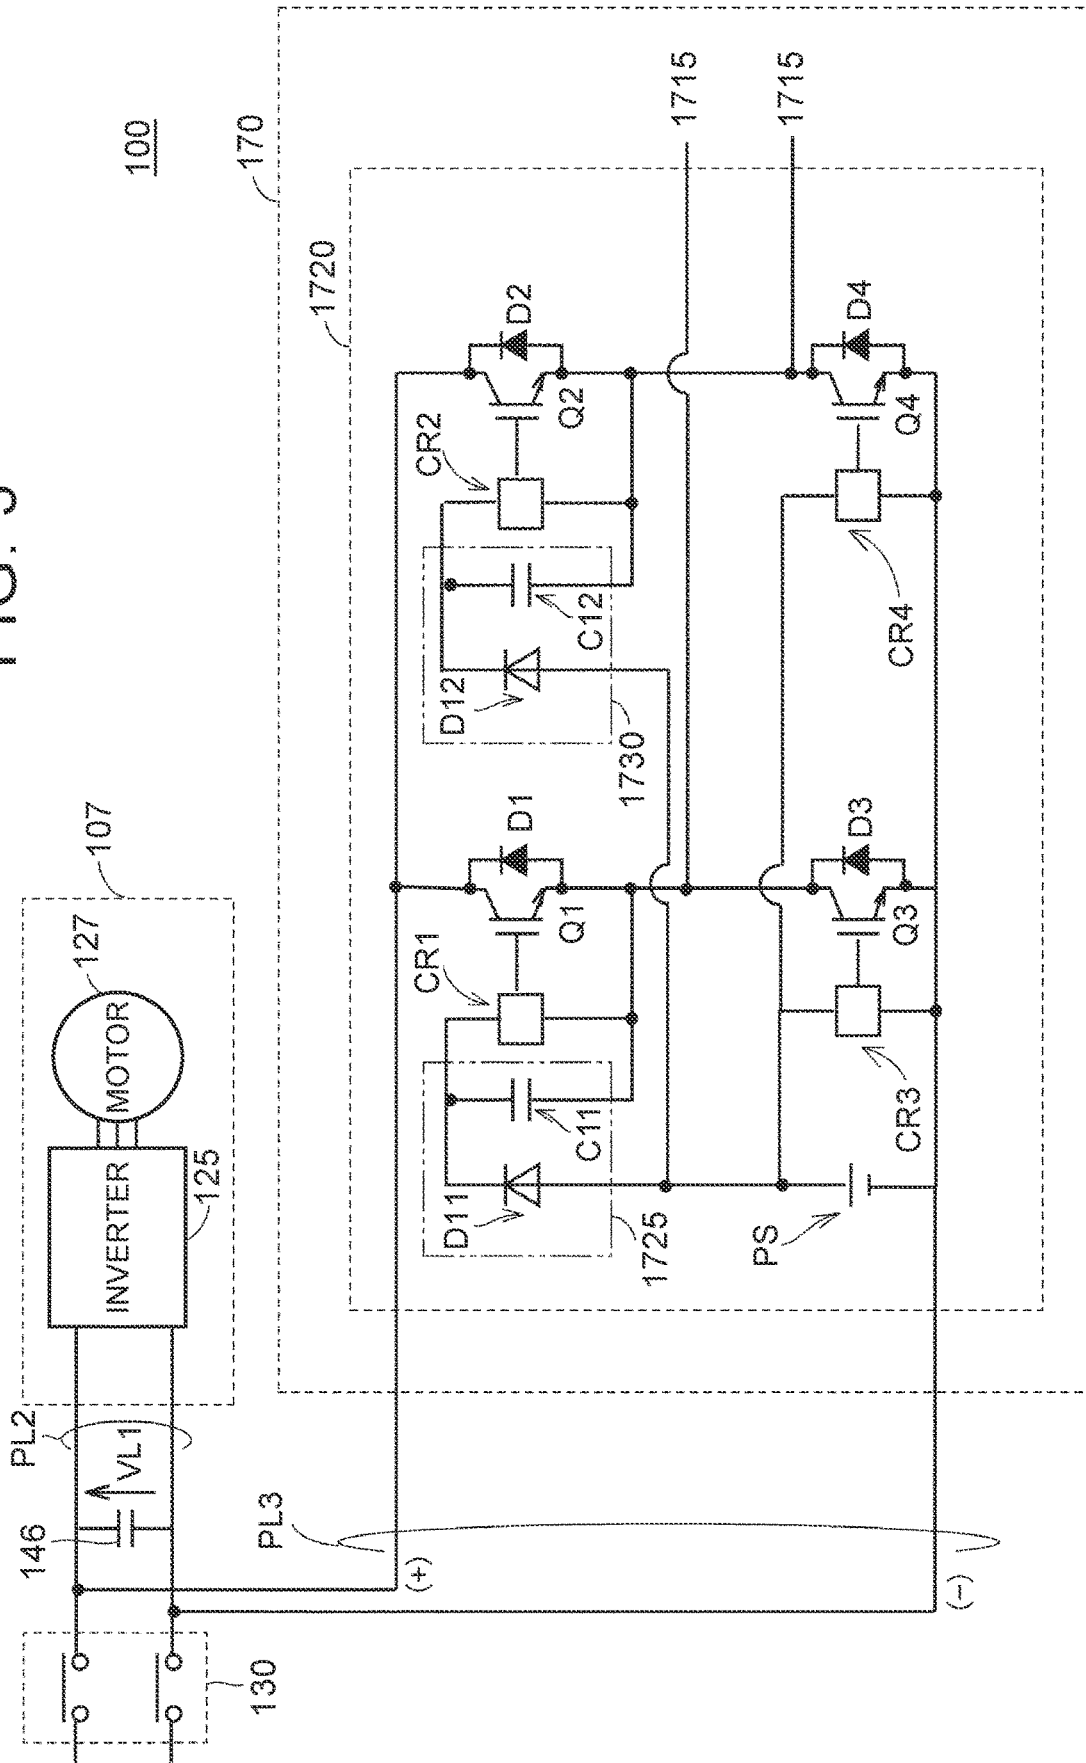 100
170
1720
1715
1715
107
127
MOTOR
INVERTER
125
PL2
VL1
146
130
PL3
(+)
(−)
D2
Q2
CR2
C12
D12
1730
D1
Q1
CR1
C11
D11
1725
D4
Q4
CR4
D3
Q3
CR3
PS